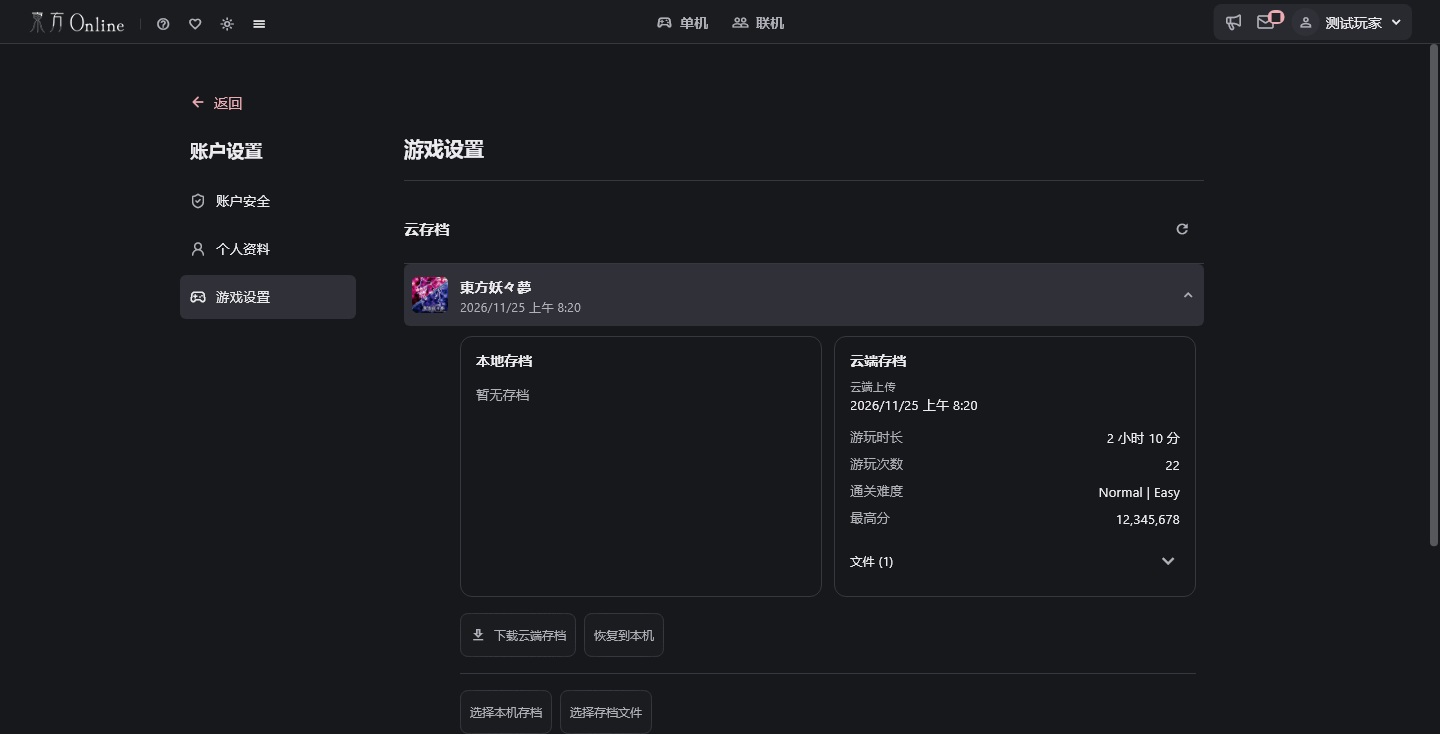 東方Online
单机
联机
测试玩家
返回
账户设置
账户安全
个人资料
游戏设置
游戏设置
云存档
東方妖々夢
2026/11/25 上午 8:20
本地存档
暂无存档
云端存档
云端上传
2026/11/25 上午 8:20
游玩时长 2 小时 10 分
游玩次数 22
通关难度 Normal | Easy
最高分 12,345,678
文件 (1)
下载云端存档
恢复到本机
选择本机存档
选择存档文件